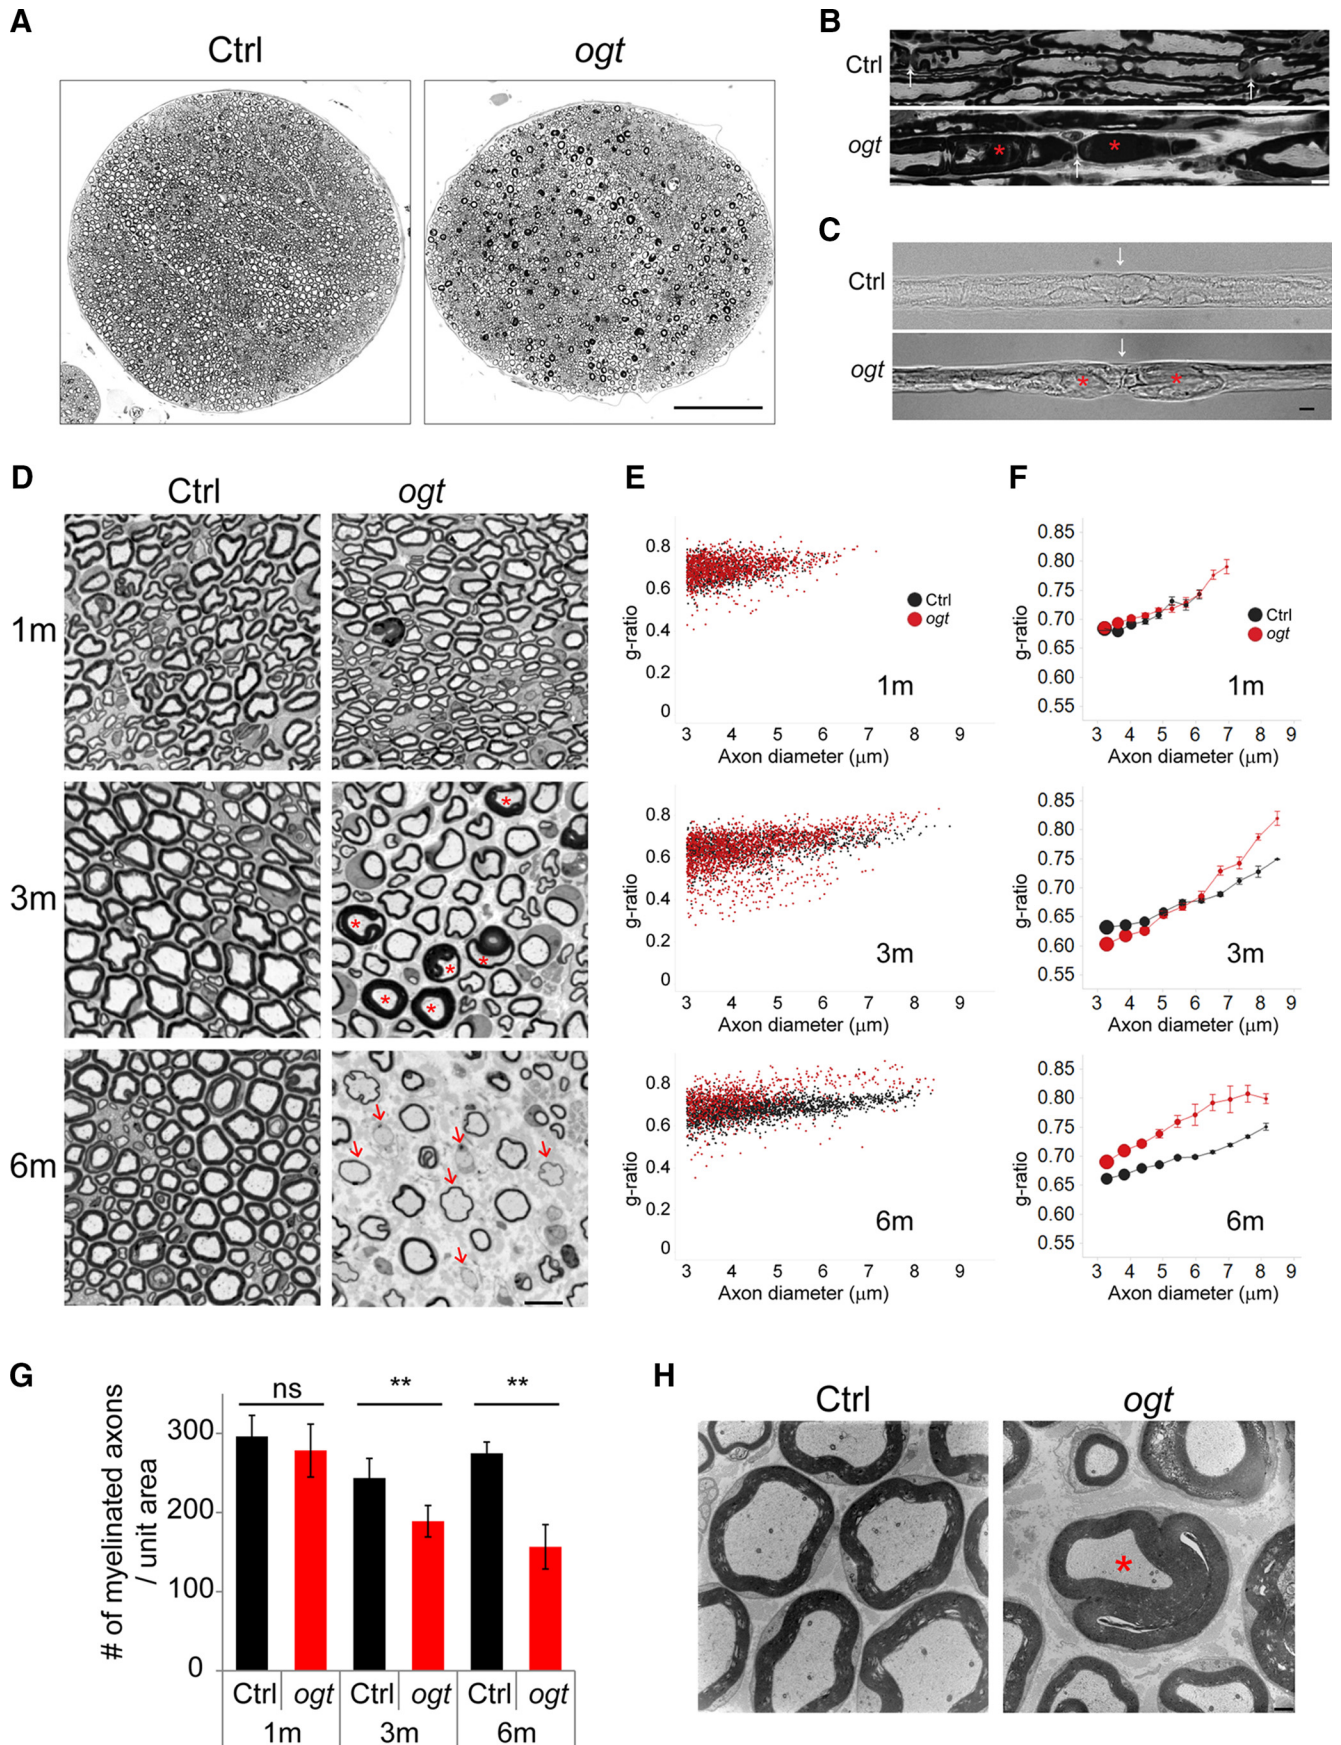 A
Ctrl
ogt
B
Ctrl
ogt
*
*
C
Ctrl
ogt
*
*
D
Ctrl
ogt
1m
3m
*
*
*
*
*
*
6m
E
0.8
0.6
0.4
0.2
0
g-ratio
Ctrl
ogt
1m
3 4 5 6 7 8 9
Axon diameter (μm)
0.8
0.6
0.4
0.2
0
g-ratio
3m
3 4 5 6 7 8 9
Axon diameter (μm)
0.8
0.6
0.4
0.2
0
g-ratio
6m
3 4 5 6 7 8 9
Axon diameter (μm)
F
0.85
0.80
0.75
0.70
0.65
0.60
0.55
g-ratio
Ctrl
ogt
1m
3 4 5 6 7 8 9
Axon diameter (μm)
0.85
0.80
0.75
0.70
0.65
0.60
0.55
g-ratio
3m
3 4 5 6 7 8 9
Axon diameter (μm)
0.80
0.75
0.70
0.65
0.60
0.55
g-ratio
6m
3 4 5 6 7 8 9
Axon diameter (μm)
G
# of myelinated axons
/ unit area
300
200
100
0
ns
**
**
Ctrl ogt Ctrl ogt Ctrl ogt
1m 3m 6m
H
Ctrl
ogt
*